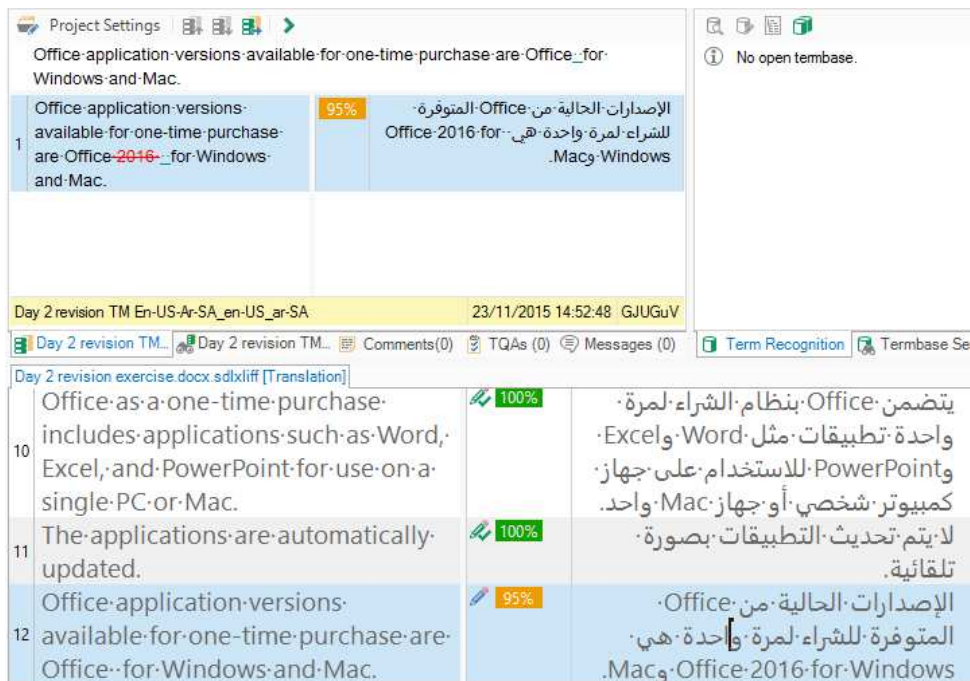 Project Settings
Office application versions available for one-time purchase are Office  for
Windows and Mac.
1
Office application versions
available for one-time purchase
are Office 2016  for Windows
and Mac.
95%
الإصدارات الحالية من Office المتوفرة
للشراء لمرة واحدة هي  Office 2016 for
Windows وMac.
Day 2 revision TM En-US-Ar-SA_en-US_ar-SA
23/11/2015 14:52:48
GJUGuV
Day 2 revision TM...
Day 2 revision TM...
Comments(0)
TQAs (0)
Messages (0)
No open termbase.
Term Recognition
Termbase Se
Day 2 revision exercise.docx.sdlxliff [Translation]
10
Office as a one-time purchase
includes applications such as Word,
Excel, and PowerPoint for use on a
single PC or Mac.
100%
يتضمن Office بنظام الشراء لمرة
واحدة تطبيقات مثل Word وExcel
وPowerPoint للاستخدام على جهاز
كمبيوتر شخصي أو جهاز Mac واحد.
11
The applications are automatically
updated.
100%
لا يتم تحديث التطبيقات بصورة
تلقائية.
12
Office application versions
available for one-time purchase are
Office  for Windows and Mac.
95%
الإصدارات الحالية من Office
المتوفرة للشراء لمرة واحدة هي
Office 2016 for Windows وMac.